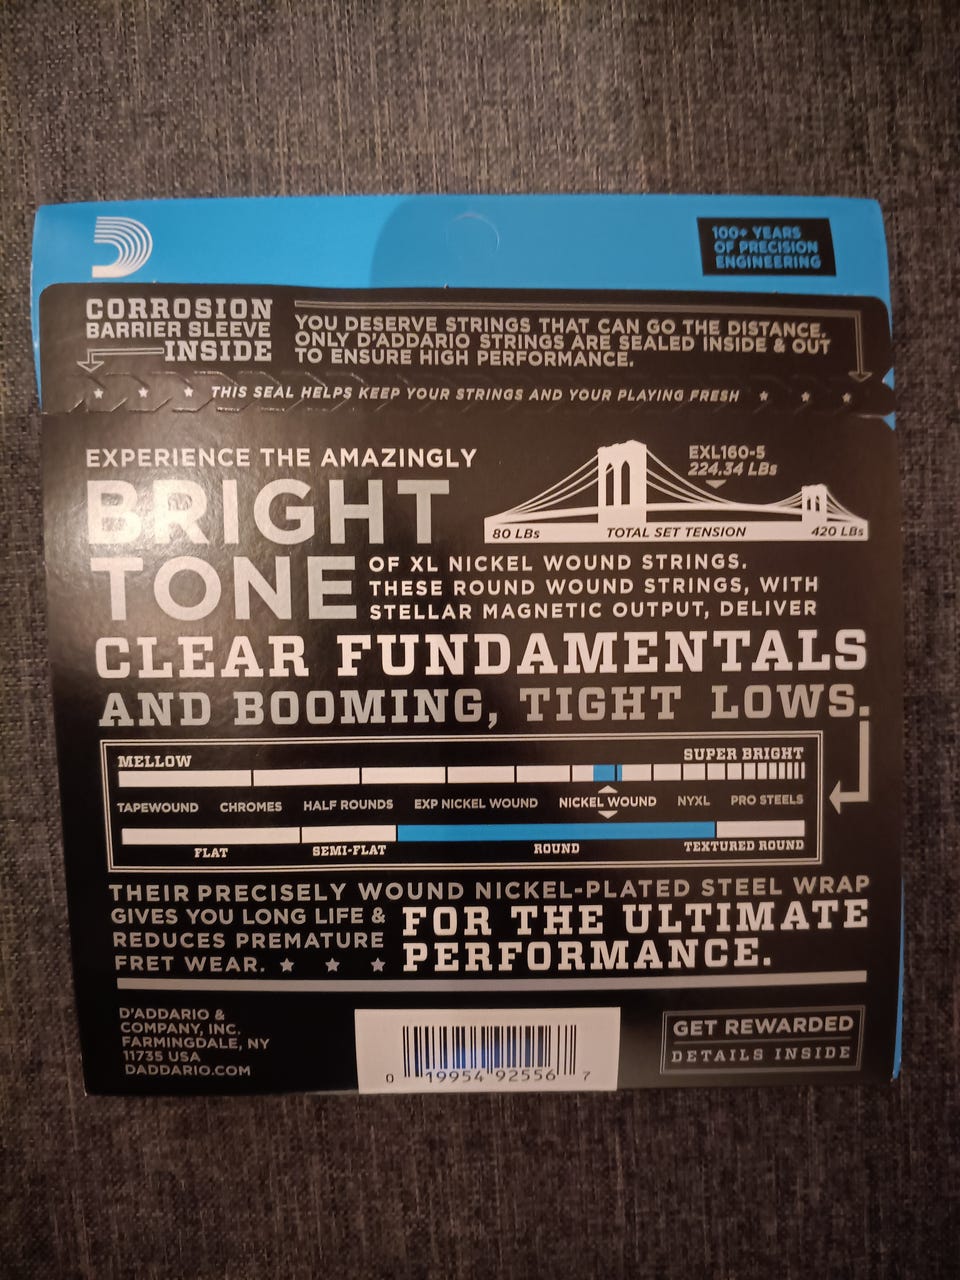 100+ YEARS
OF PRECISION
ENGINEERING
CORROSION
BARRIER SLEEVE
INSIDE
YOU DESERVE STRINGS THAT CAN GO THE DISTANCE.
ONLY D'ADDARIO STRINGS ARE SEALED INSIDE & OUT
TO ENSURE HIGH PERFORMANCE.
THIS SEAL HELPS KEEP YOUR STRINGS AND YOUR PLAYING FRESH
EXPERIENCE THE AMAZINGLY
BRIGHT
TONE
OF XL NICKEL WOUND STRINGS.
THESE ROUND WOUND STRINGS, WITH
STELLAR MAGNETIC OUTPUT, DELIVER
EXL160-5
224.34 LBs
80 LBs TOTAL SET TENSION 420 LBs
CLEAR FUNDAMENTALS
AND BOOMING, TIGHT LOWS.
MELLOW SUPER BRIGHT
TAPEWOUND CHROMES HALF ROUNDS EXP NICKEL WOUND NICKEL WOUND NYXL PRO STEELS
FLAT SEMI-FLAT ROUND TEXTURED ROUND
THEIR PRECISELY WOUND NICKEL-PLATED STEEL WRAP
GIVES YOU LONG LIFE &
REDUCES PREMATURE
FRET WEAR.
FOR THE ULTIMATE
PERFORMANCE.
D'ADDARIO &
COMPANY, INC.
FARMINGDALE, NY
11735 USA
DADDARIO.COM
0 19954 92556 7
GET REWARDED
DETAILS INSIDE